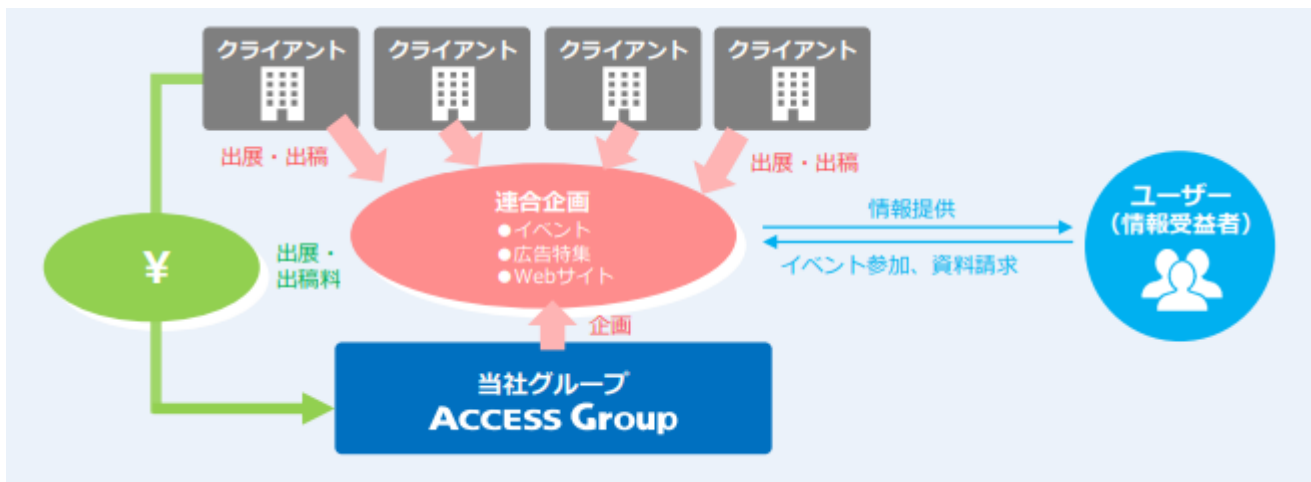 クライアント
クライアント
クライアント
クライアント
出展・出稿
出展・出稿
連合企画
●イベント
●広告特集
●Webサイト
¥
出展・
出稿料
情報提供
イベント参加、資料請求
ユーザー
（情報受益者）
企画
当社グループ
ACCESS Group